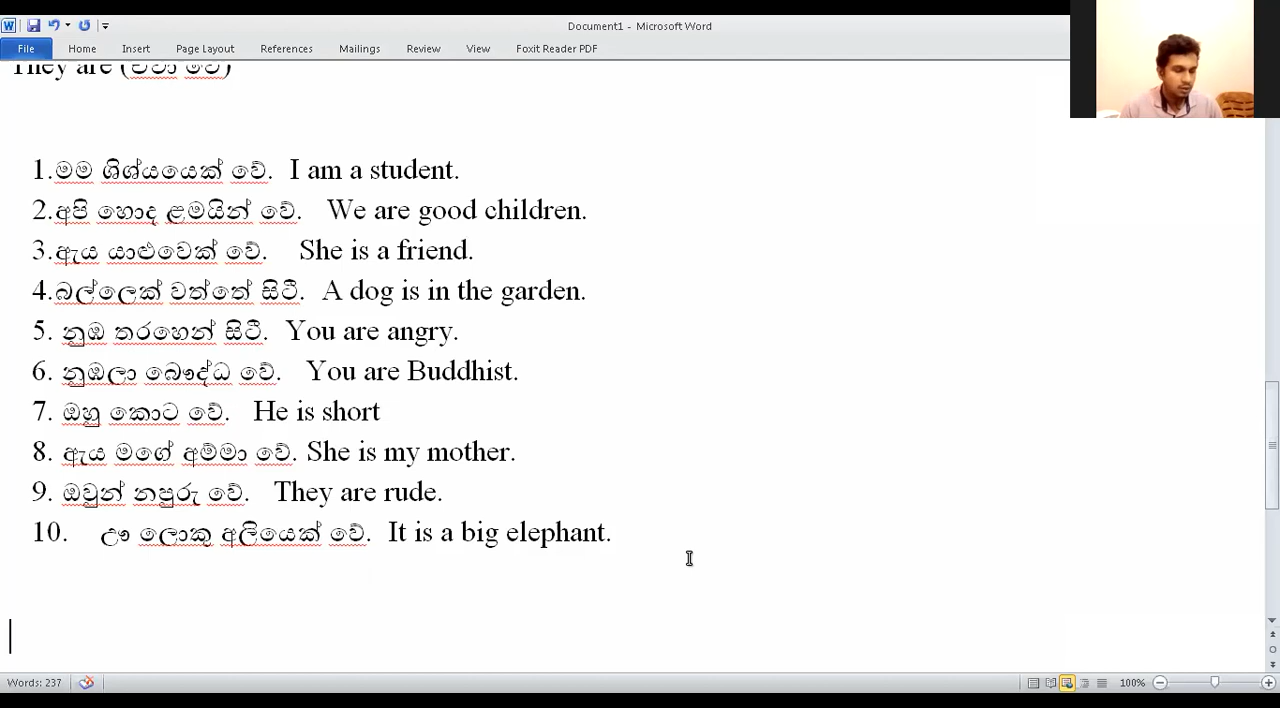 Document1 - Microsoft Word
File Home Insert Page Layout References Mailings Review View Foxit Reader PDF
They are (ඒවා වේ)
1.මම ශිශ්යයෙක් වේ. I am a student.
2.අපි හොද ළමයින් වේ. We are good children.
3.ඇය යාළුවෙක් වේ. She is a friend.
4.බල්ලෙක් වත්තේ සිටී. A dog is in the garden.
5. නුඹ තරහෙන් සිටී. You are angry.
6. නුඹලා බෞද්ධ වේ. You are Buddhist.
7. ඔහු කොට වේ. He is short
8. ඇය මගේ අම්මා වේ. She is my mother.
9. ඔවුන් නපුරු වේ. They are rude.
10. ඌ ලොකු අලියෙක් වේ. It is a big elephant.
Words: 237 100%